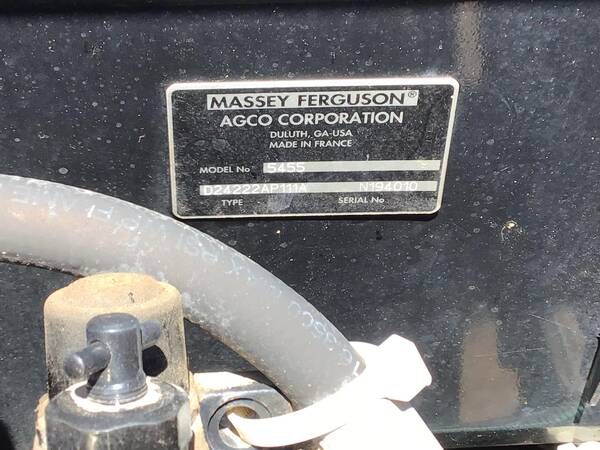 MASSEY FERGUSON®
AGCO CORPORATION
DULUTH, GA-USA
MADE IN FRANCE
MODEL No 5455
D24222AP111A N194010
TYPE SERIAL No